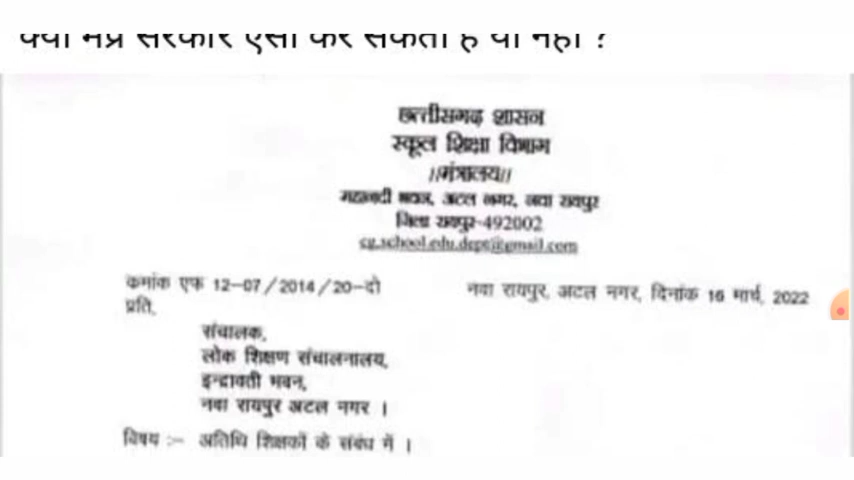 क्या मप्र सरकार ऐसा कर सकती है या नहीं ?
छत्तीसगढ़ शासन
स्कूल शिक्षा विभाग
//मंत्रालय//
महानदी भवन, अटल नगर, नवा रायपुर
जिला रायपुर-492002
cg.school.edu.dept@gmail.com
कमांक एफ 12-07/2014/20-दो
नवा रायपुर, अटल नगर, दिनांक 16 मार्च, 2022
प्रति,
संचालक,
लोक शिक्षण संचालनालय,
इन्द्रावती भवन,
नवा रायपुर अटल नगर ।
विषय :- अतिथि शिक्षकों के संबंध में ।